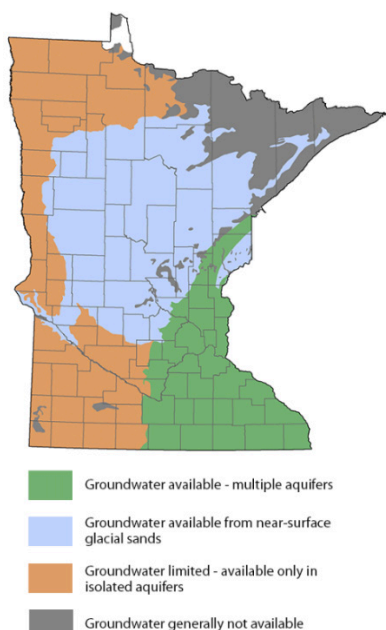 Groundwater available - multiple aquifers
Groundwater available from near-surface
glacial sands
Groundwater limited - available only in
isolated aquifers
Groundwater generally not available